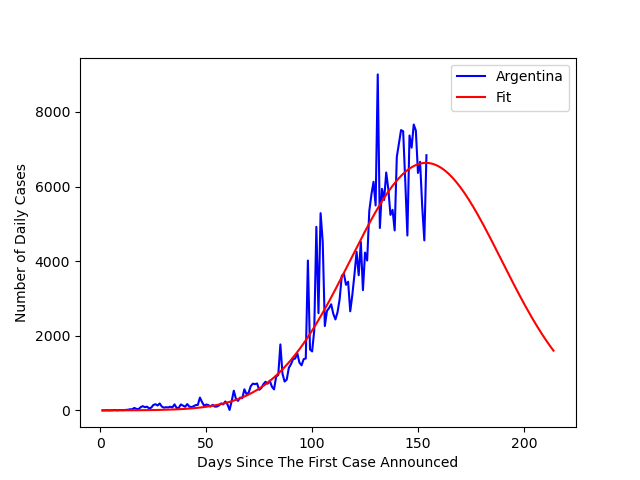 Argentina
Fit
8000
6000
4000
2000
0
Number of Daily Cases
0 50 100 150 200
Days Since The First Case Announced